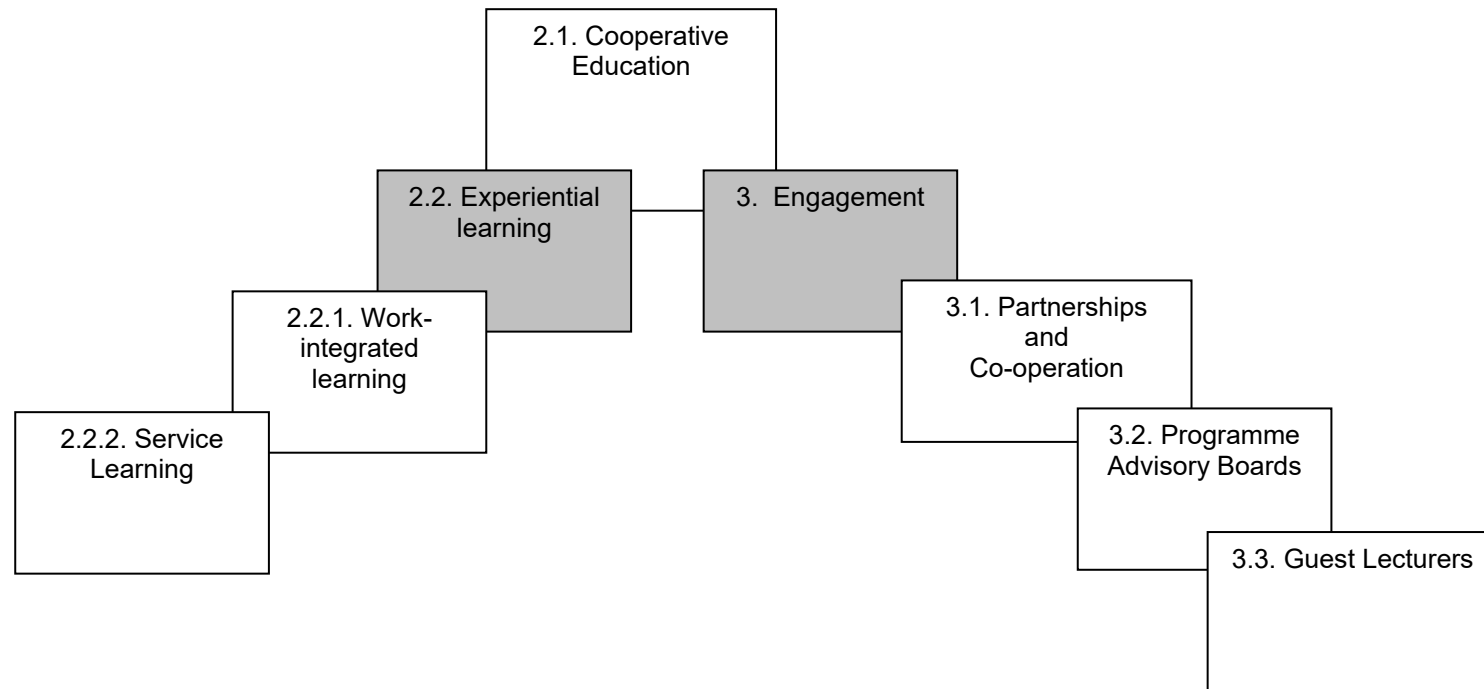 2.1. Cooperative
Education
2.2. Experiential
learning
3.  Engagement
2.2.1. Work-
integrated
learning
3.1. Partnerships
and
Co-operation
2.2.2. Service
Learning
3.2. Programme
Advisory Boards
3.3. Guest Lecturers